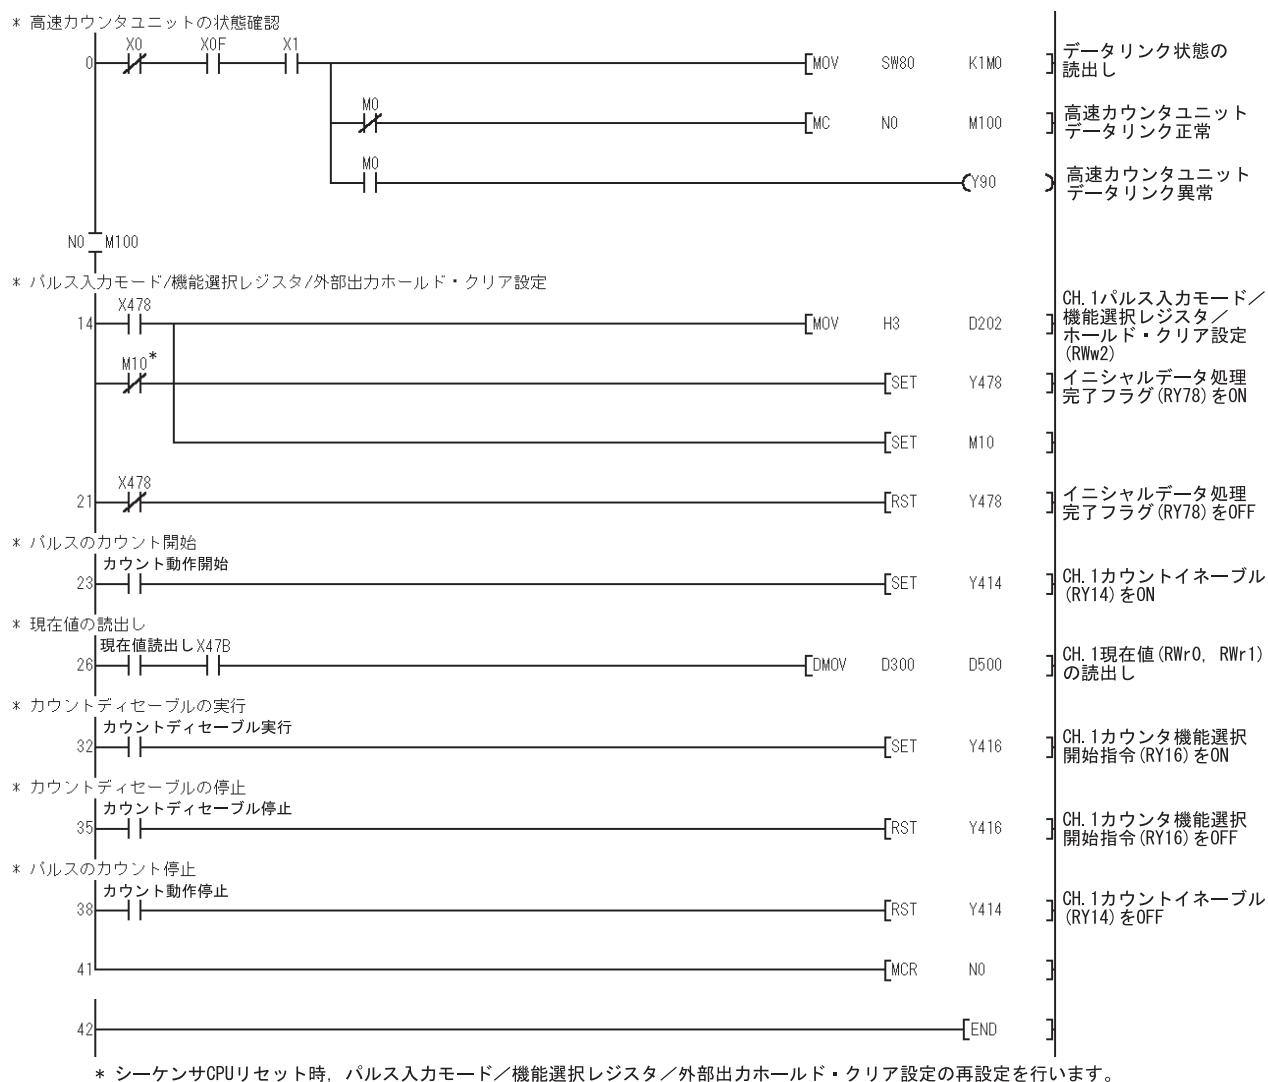 * 高速カウンタユニットの状態確認
X0 X0F X1
0 MOV SW80 K1M0 データリンク状態の
読出し
M0
MC N0 M100 高速カウンタユニット
データリンク正常
M0
Y90 高速カウンタユニット
データリンク異常
N0 M100
* パルス入力モード/機能選択レジスタ/外部出力ホールド・クリア設定
X478
14 MOV H3 D202 CH.1パルス入力モード／
機能選択レジスタ／
ホールド・クリア設定
(RWw2)
M10*
SET Y478 イニシャルデータ処理
完了フラグ(RY78)をON
SET M10
X478
21 RST Y478 イニシャルデータ処理
完了フラグ(RY78)をOFF
* パルスのカウント開始
カウント動作開始
23 SET Y414 CH.1カウントイネーブル
(RY14)をON
* 現在値の読出し
現在値読出し X47B
26 DMOV D300 D500 CH.1現在値(RWr0, RWr1)
の読出し
* カウントディセーブルの実行
カウントディセーブル実行
32 SET Y416 CH.1カウンタ機能選択
開始指令(RY16)をON
* カウントディセーブルの停止
カウントディセーブル停止
35 RST Y416 CH.1カウンタ機能選択
開始指令(RY16)をOFF
* パルスのカウント停止
カウント動作停止
38 RST Y414 CH.1カウントイネーブル
(RY14)をOFF
41 MCR N0
42 END
* シーケンサCPUリセット時, パルス入力モード／機能選択レジスタ／外部出力ホールド・クリア設定の再設定を行います。